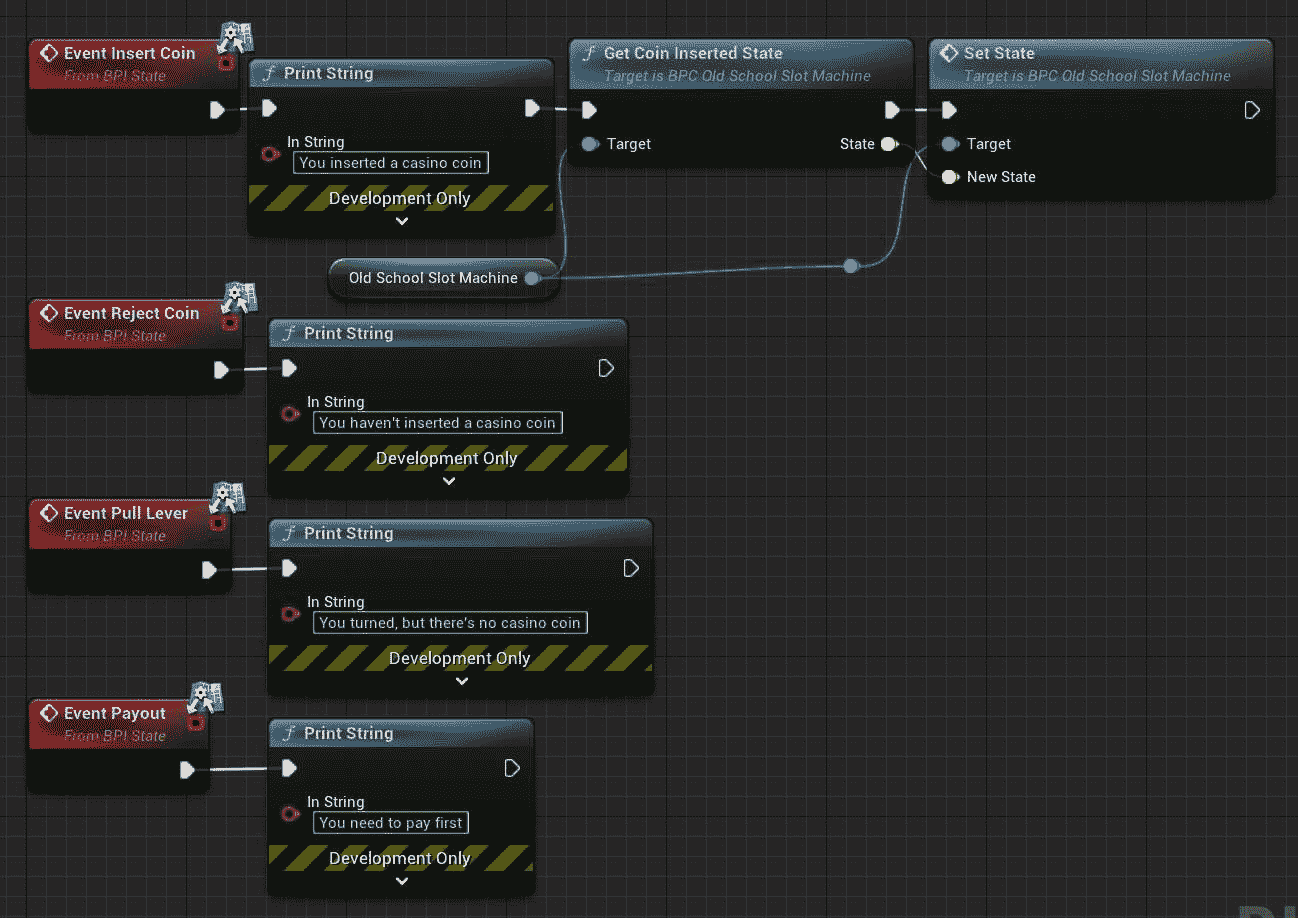 Event Insert Coin
From BPI State
Print String
In String
You inserted a casino coin
Development Only
Get Coin Inserted State
Target is BPC Old School Slot Machine
Target
State
Set State
Target is BPC Old School Slot Machine
Target
New State
Old School Slot Machine
Event Reject Coin
From BPI State
Print String
In String
You haven't inserted a casino coin
Development Only
Event Pull Lever
From BPI State
Print String
In String
You turned, but there's no casino coin
Development Only
Event Payout
From BPI State
Print String
In String
You need to pay first
Development Only